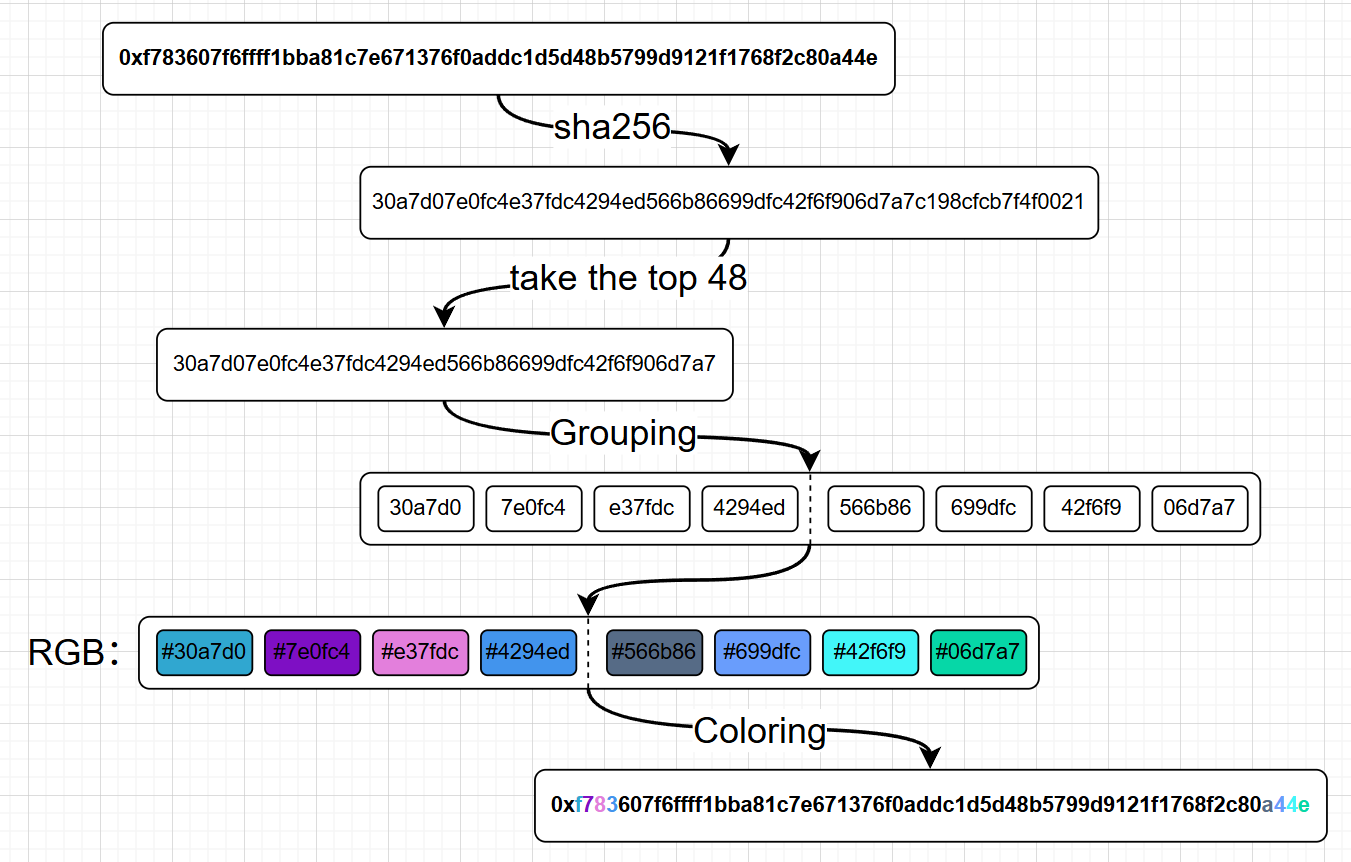 0xf783607f6ffff1bba81c7e671376f0addc1d5d48b5799d9121f1768f2c80a44e
sha256
30a7d07e0fc4e37fdc4294ed566b86699dfc42f6f906d7a7c198cfcb7f4f0021
take the top 48
30a7d07e0fc4e37fdc4294ed566b86699dfc42f6f906d7a7
Grouping
30a7d0 7e0fc4 e37fdc 4294ed 566b86 699dfc 42f6f9 06d7a7
RGB: #30a7d0 #7e0fc4 #e37fdc #4294ed #566b86 #699dfc #42f6f9 #06d7a7
Coloring
0xf783607f6ffff1bba81c7e671376f0addc1d5d48b5799d9121f1768f2c80a44e